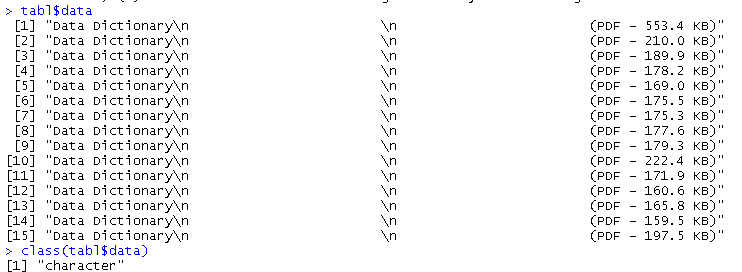 > tabl$data
[1] "Data Dictionary\n                        \n                        (PDF - 553.4 KB)"
[2] "Data Dictionary\n                        \n                        (PDF - 210.0 KB)"
[3] "Data Dictionary\n                        \n                        (PDF - 189.9 KB)"
[4] "Data Dictionary\n                        \n                        (PDF - 178.2 KB)"
[5] "Data Dictionary\n                        \n                        (PDF - 169.0 KB)"
[6] "Data Dictionary\n                        \n                        (PDF - 175.5 KB)"
[7] "Data Dictionary\n                        \n                        (PDF - 175.3 KB)"
[8] "Data Dictionary\n                        \n                        (PDF - 177.6 KB)"
[9] "Data Dictionary\n                        \n                        (PDF - 179.3 KB)"
[10] "Data Dictionary\n                        \n                        (PDF - 222.4 KB)"
[11] "Data Dictionary\n                        \n                        (PDF - 171.9 KB)"
[12] "Data Dictionary\n                        \n                        (PDF - 160.6 KB)"
[13] "Data Dictionary\n                        \n                        (PDF - 165.8 KB)"
[14] "Data Dictionary\n                        \n                        (PDF - 159.5 KB)"
[15] "Data Dictionary\n                        \n                        (PDF - 197.5 KB)"
> class(tabl$data)
[1] "character"